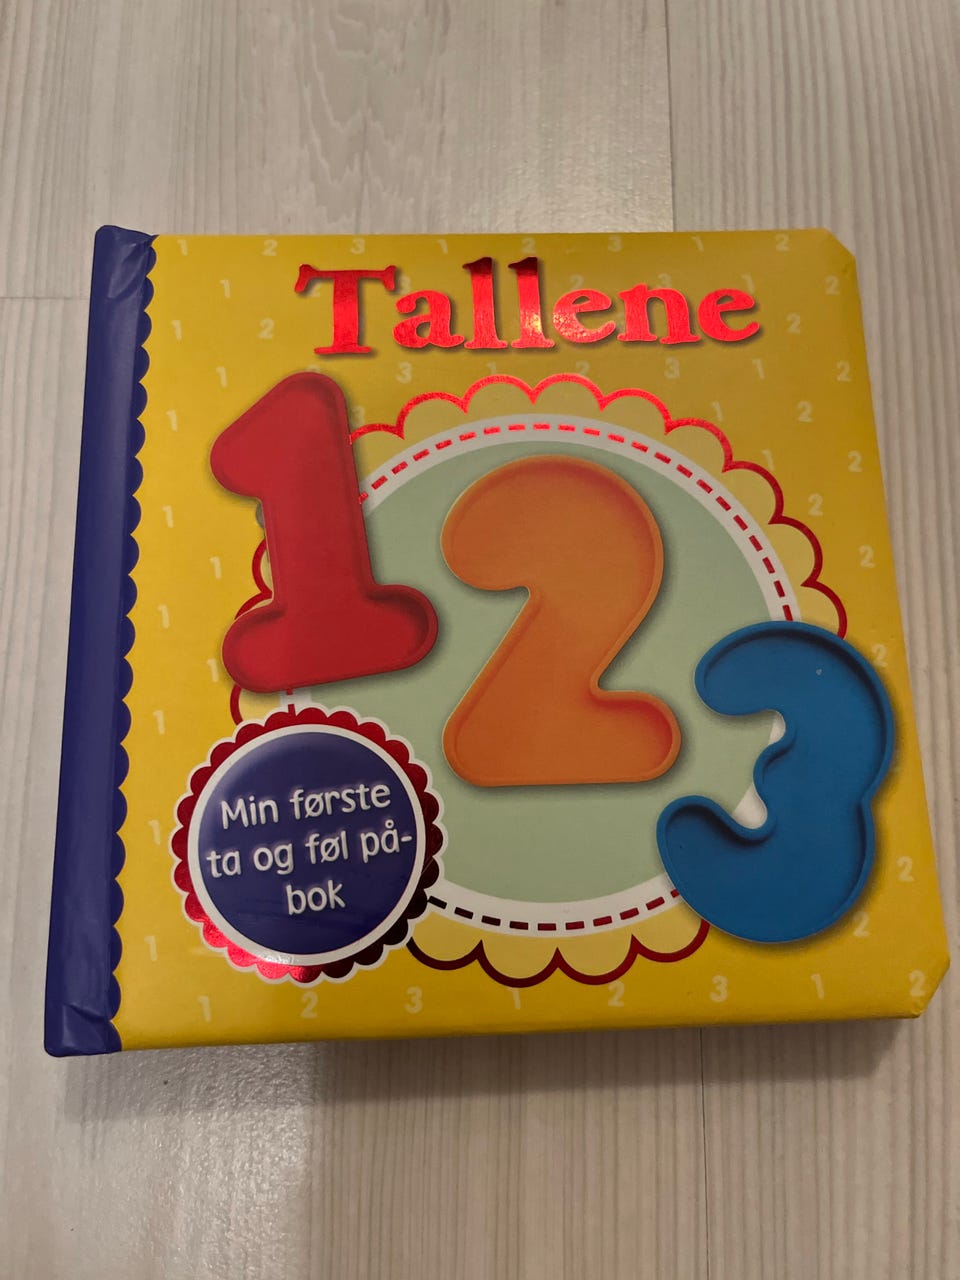 Tallene
1 2 3
Min første
ta og føl på-
bok